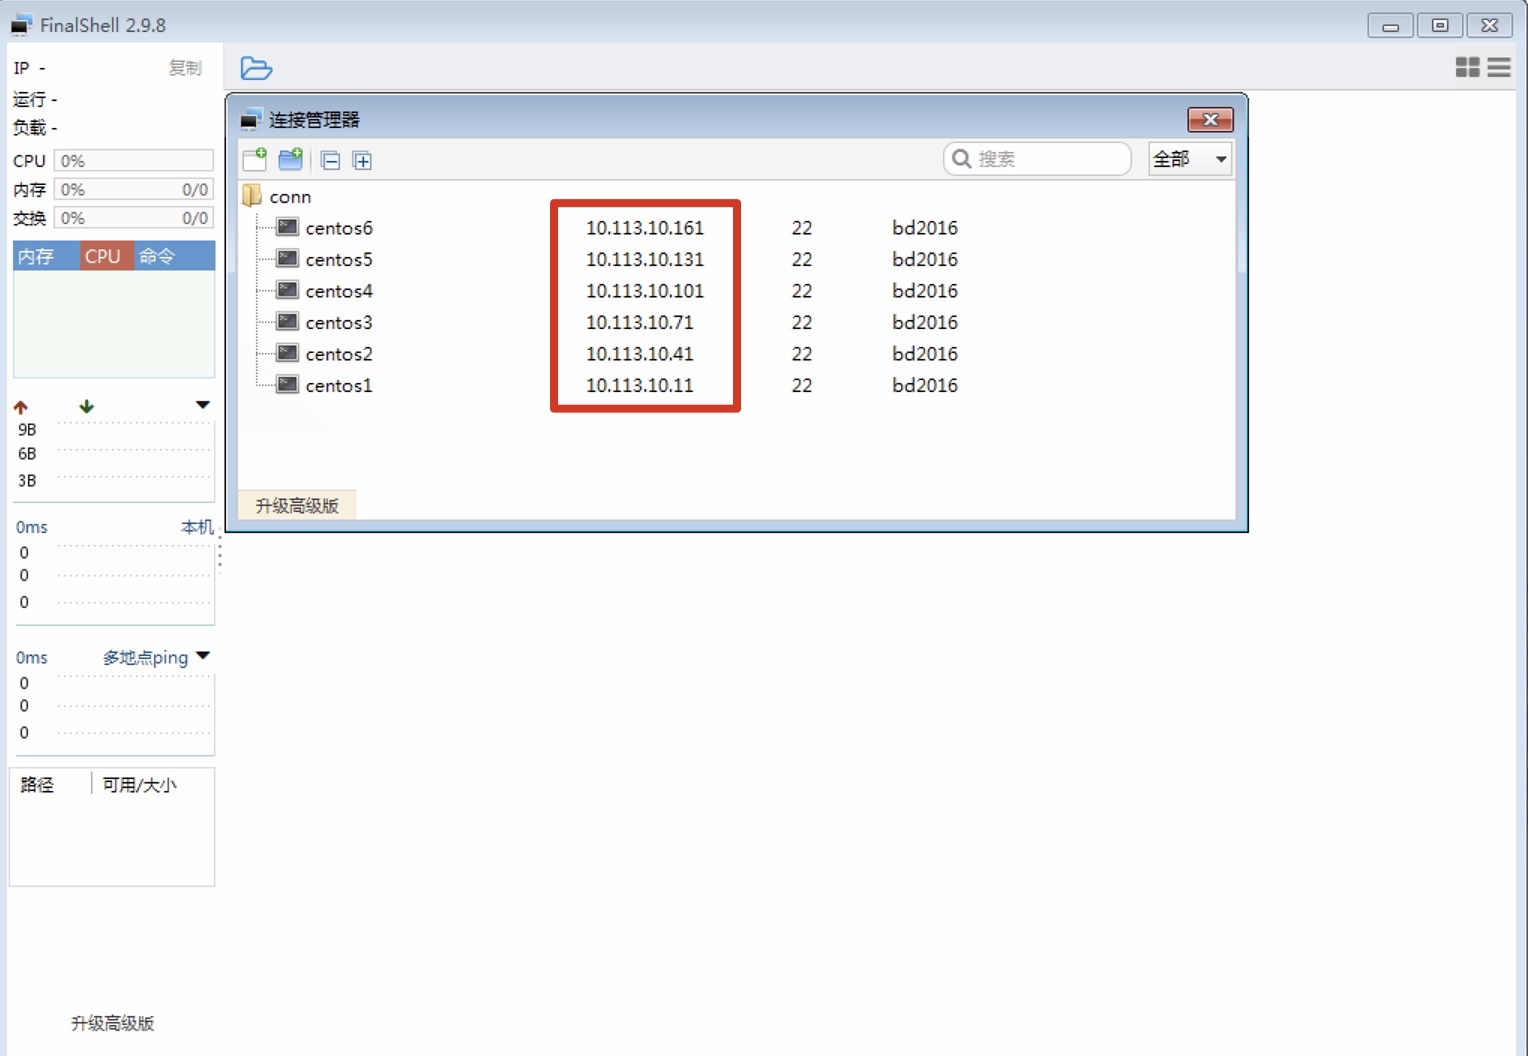 FinalShell 2.9.8
IP -
复制
运行 -
负载 -
CPU 0%
内存 0% 0/0
交换 0% 0/0
内存 CPU 命令
9B
6B
3B
0ms 本机
0
0
0
0ms 多地点ping
0
0
0
路径 可用/大小
升级高级版
连接管理器
搜索 全部
conn
centos6 10.113.10.161 22 bd2016
centos5 10.113.10.131 22 bd2016
centos4 10.113.10.101 22 bd2016
centos3 10.113.10.71 22 bd2016
centos2 10.113.10.41 22 bd2016
centos1 10.113.10.11 22 bd2016
升级高级版